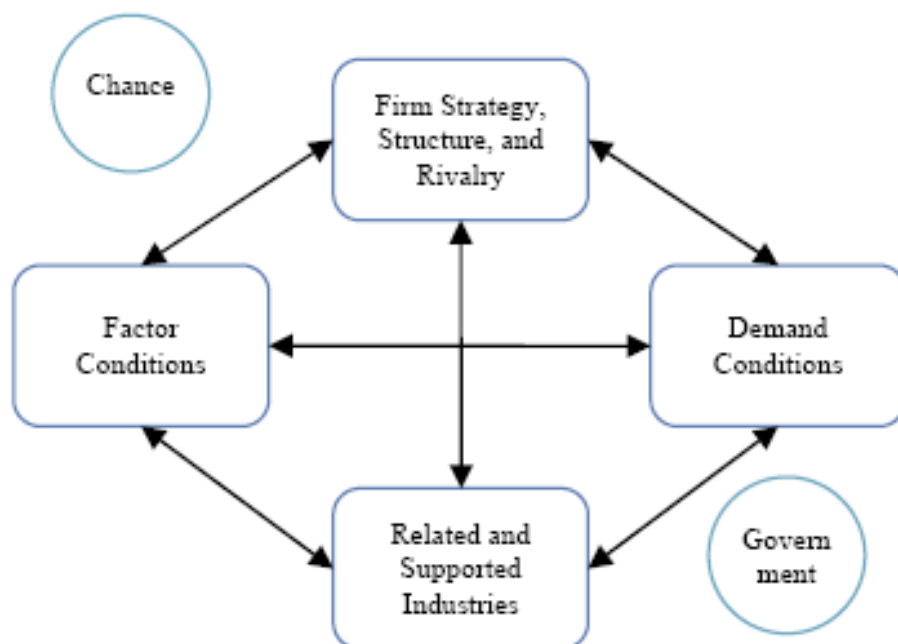 Chance
Firm Strategy,
Structure, and
Rivalry
Factor
Conditions
Demand
Conditions
Related and
Supported
Industries
Govern
ment